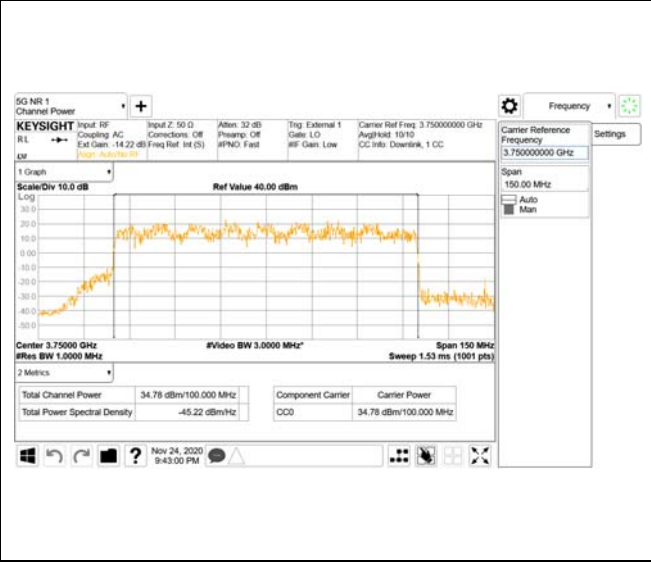 5G NR 1
Channel Power
Frequency
KEYSIGHT
Input: RF
Input Z: 50 Ω
Atten: 32 dB
Trig: External 1
Carrier Ref Freq: 3.750000000 GHz
R L
Coupling: AC
Corrections: Off
Preamp: Off
Gate: LO
Avg|Hold: 10/10
Ext Gain: -14.22 dB
Freq Ref: Int (S)
#PNO: Fast
#IF Gain: Low
CC Info: Downlink, 1 CC
Align: Auto/No RF
Carrier Reference
Frequency
3.750000000 GHz
Settings
Span
150.00 MHz
Auto
Man
1 Graph
Scale/Div 10.0 dB
Ref Value 40.00 dBm
Log
30.0
20.0
10.0
0.00
-10.0
-20.0
-30.0
-40.0
-50.0
Center 3.75000 GHz
#Video BW 3.0000 MHz*
Span 150 MHz
#Res BW 1.0000 MHz
Sweep 1.53 ms (1001 pts)
2 Metrics
Total Channel Power
34.78 dBm/100.000 MHz
Total Power Spectral Density
-45.22 dBm/Hz
Component Carrier
Carrier Power
CC0
34.78 dBm/100.000 MHz
?
Nov 24, 2020
9:43:00 PM